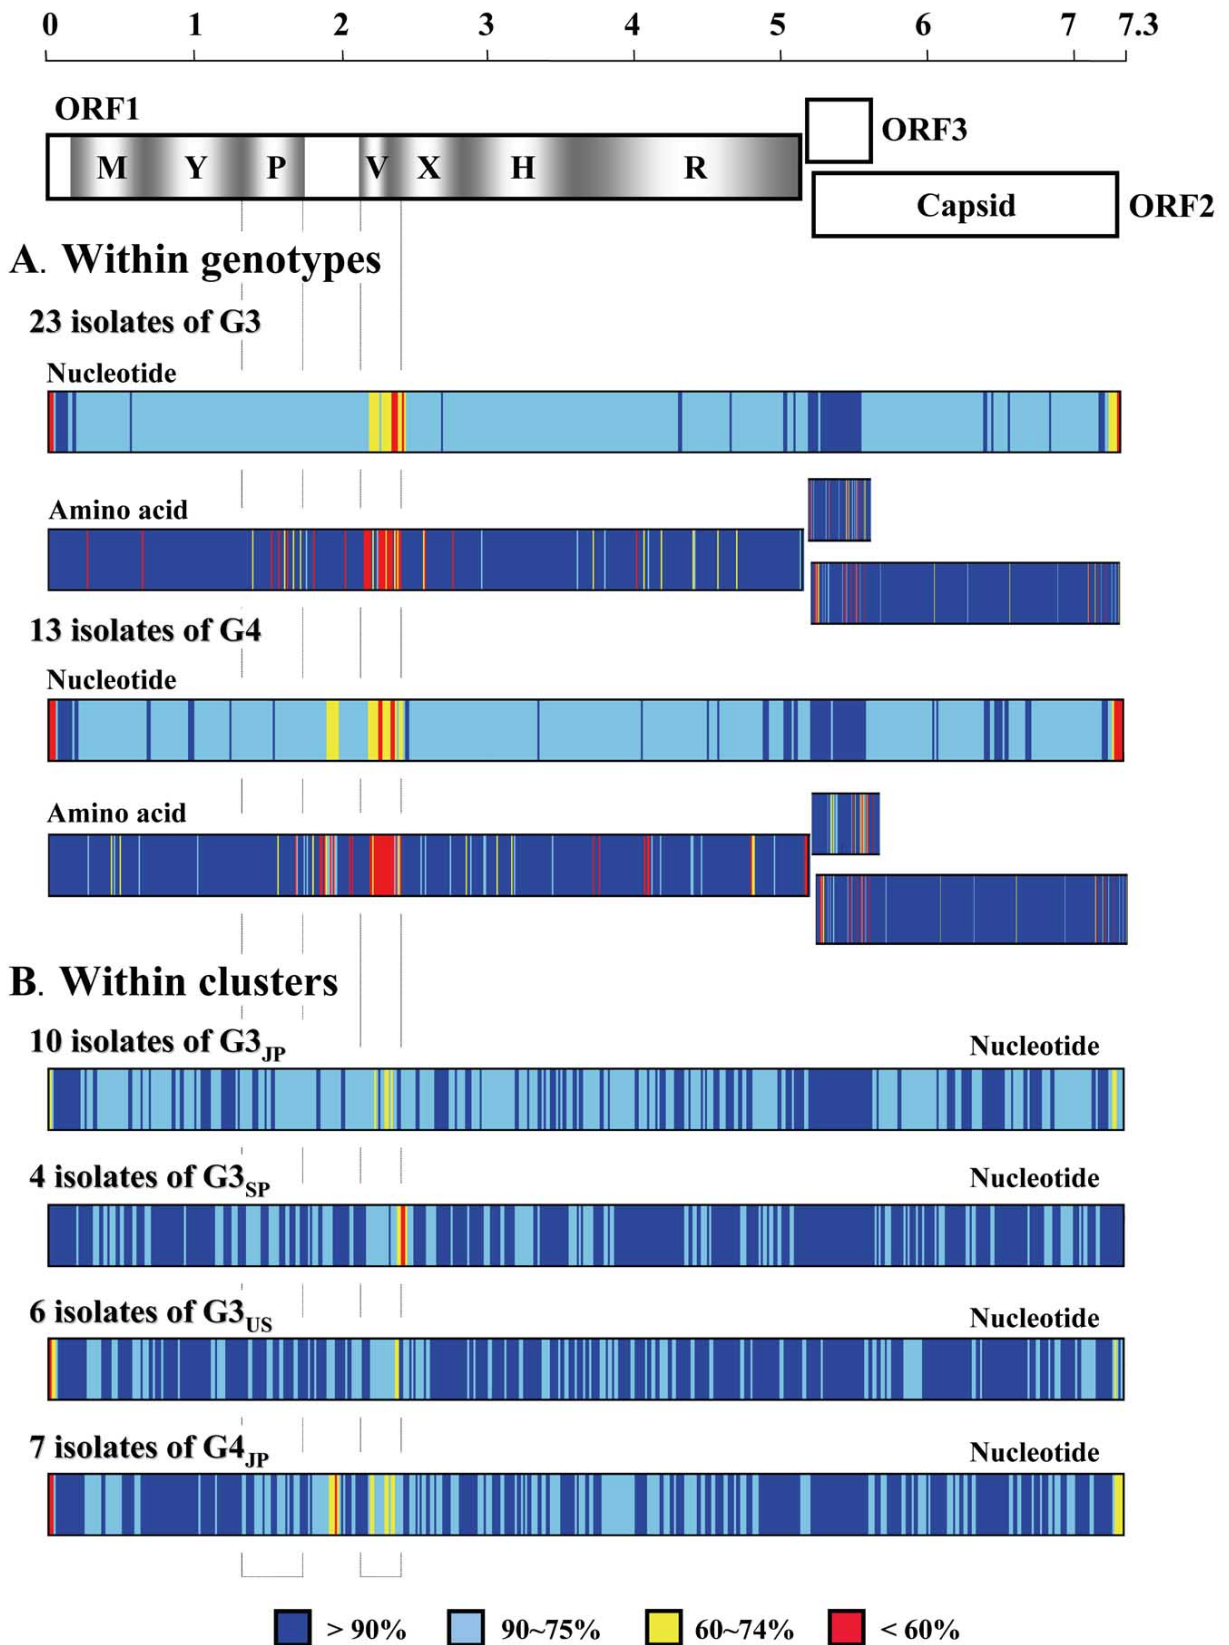 0 1 2 3 4 5 6 7 7.3
ORF1
ORF3
M Y P V X H R
Capsid ORF2
A. Within genotypes
23 isolates of G3
Nucleotide
Amino acid
13 isolates of G4
Nucleotide
Amino acid
B. Within clusters
10 isolates of G3JP Nucleotide
4 isolates of G3SP Nucleotide
6 isolates of G3US Nucleotide
7 isolates of G4JP Nucleotide
> 90% 90~75% 60~74% < 60%